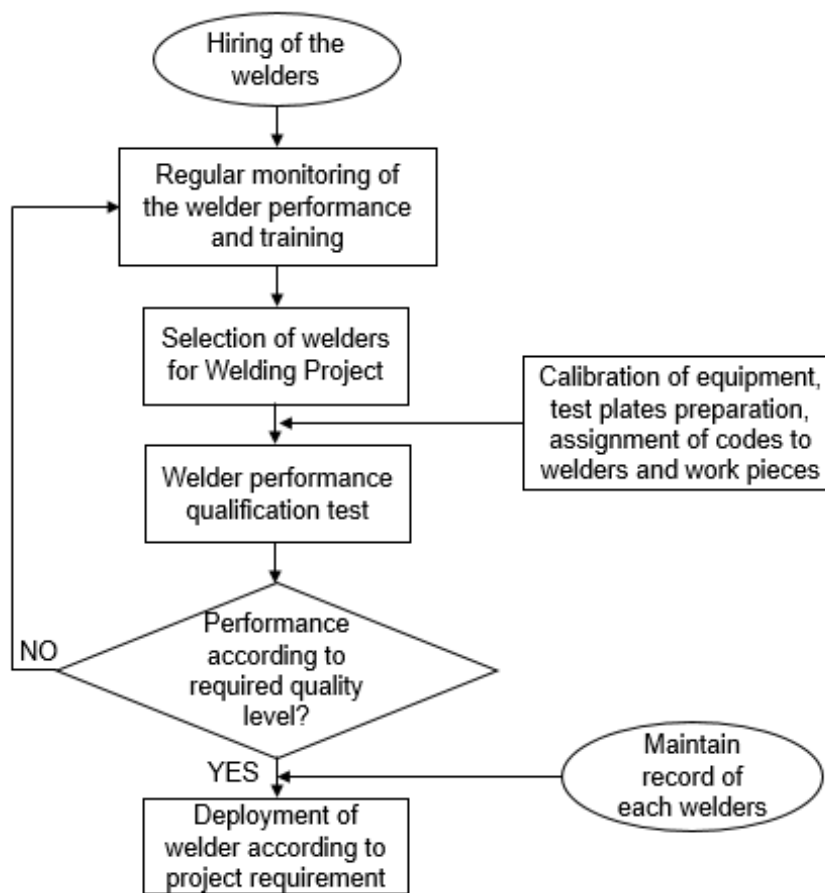 Hiring of the
welders
Regular monitoring of
the welder performance
and training
Selection of welders
for Welding Project
Calibration of equipment,
test plates preparation,
assignment of codes to
welders and work pieces
Welder performance
qualification test
Performance
according to
required quality
level?
NO
YES
Maintain
record of
each welders
Deployment of
welder according to
project requirement